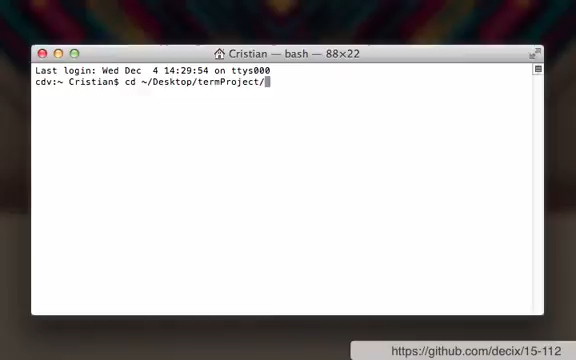 Cristian — bash — 88×22
Last login: Wed Dec  4 14:29:54 on ttys000
cdv:~ Cristian$ cd ~/Desktop/termProject/
https://github.com/decix/15-112